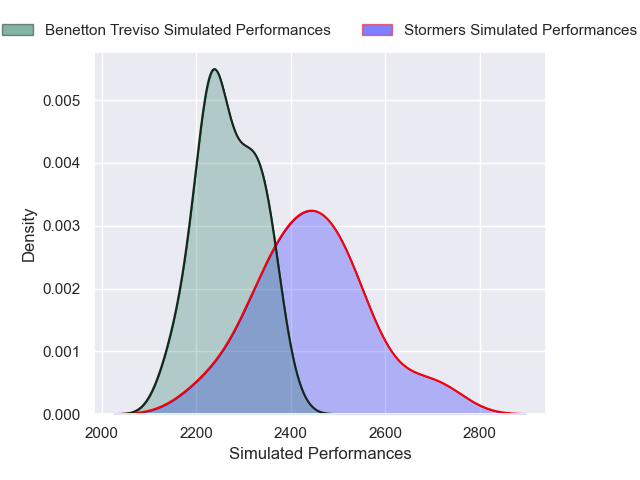 Benetton Treviso Simulated Performances Stormers Simulated Performances
0.005
0.004
0.003
0.002
0.001
0.000
Density
2000 2200 2400 2600 2800
Simulated Performances